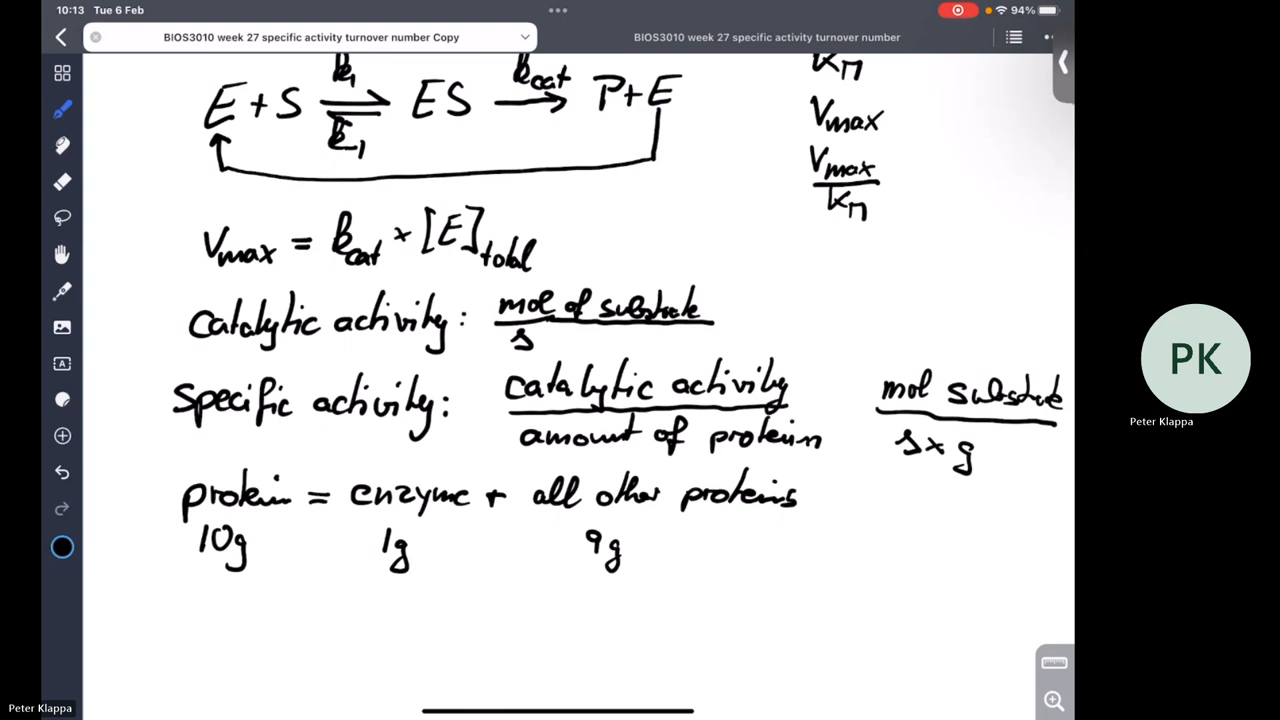 10:13 Tue 6 Feb
94%
BIOS3010 week 27 specific activity turnover number Copy
BIOS3010 week 27 specific activity turnover number
k1 kcat
E + S ⇌ ES → P + E
k-1
KM
Vmax
Vmax
KM
Vmax = kcat × [E]total
Catalytic activity: mol of substrate
s
Specific activity: catalytic activity
amount of protein
mol substrate
s × g
protein = enzyme + all other proteins
10g 1g 9g
PK
Peter Klappa
Peter Klappa